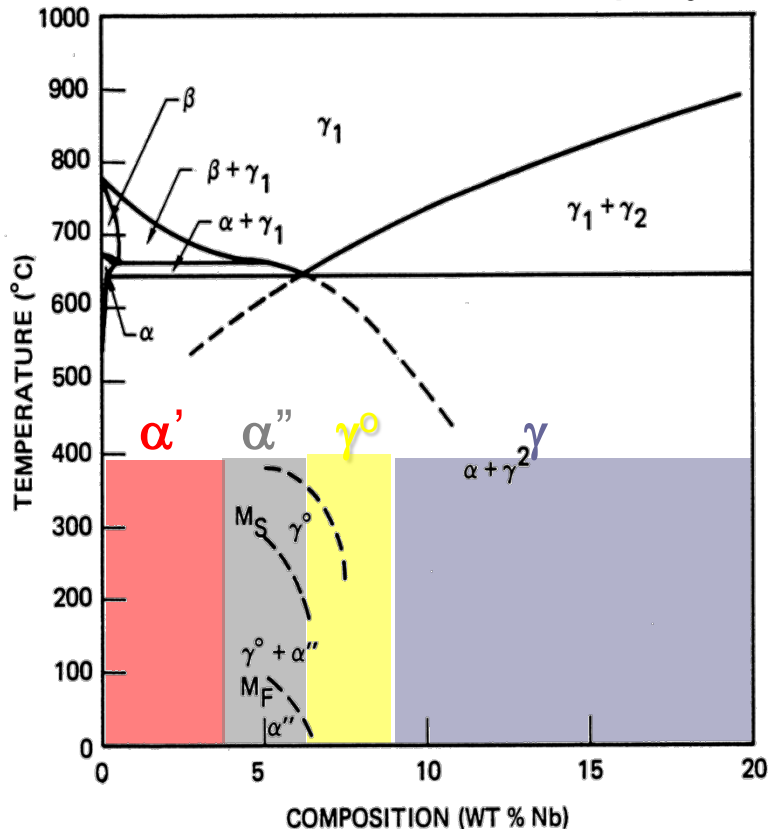 1000
900
β
γ1
800
β + γ1
γ1 + γ2
α + γ1
700
600
α
500
α’
α”
γo
γ
400
α + γ2
MS
γ°
300
200
γ° + α″
100
MF
α″
0
0
5
10
15
20
TEMPERATURE (°C)
COMPOSITION (WT % Nb)